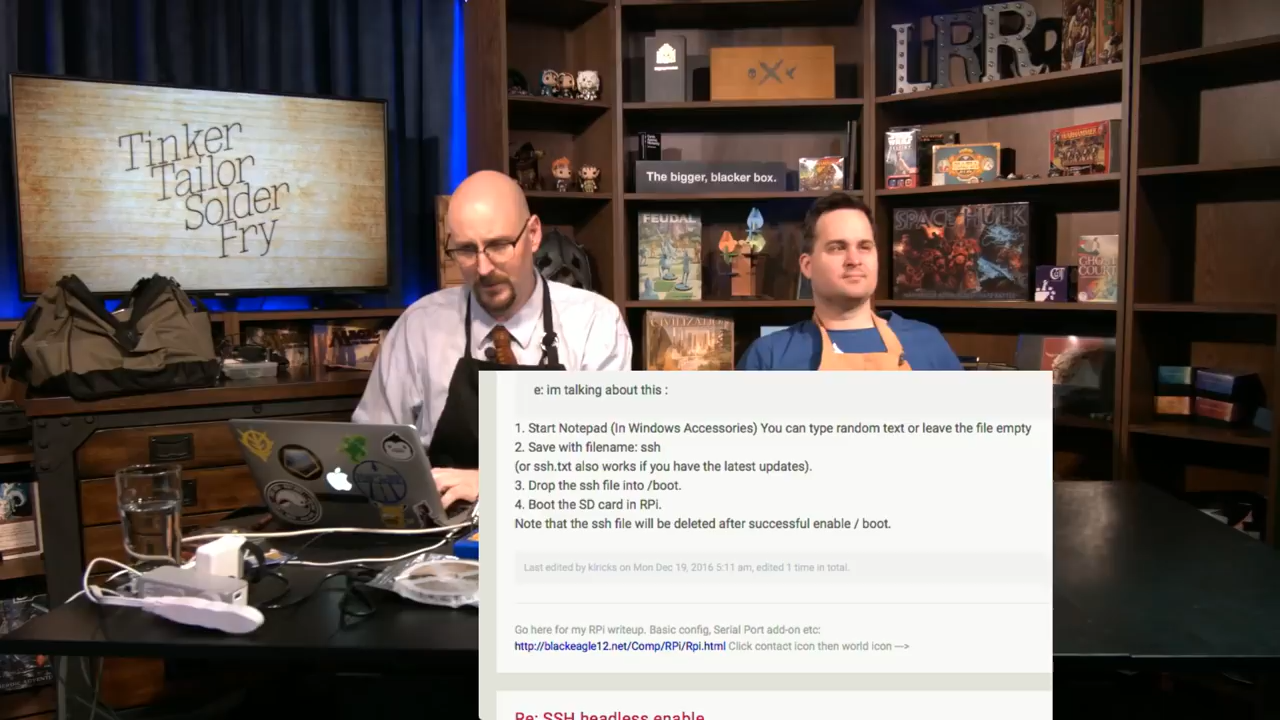 Tinker
Tailor
Solder
Fry
The bigger, blacker box.
FEUDAL
SPACE HULK
LRR
CIVILIZATION
e: im talking about this :
1. Start Notepad (In Windows Accessories) You can type random text or leave the file empty
2. Save with filename: ssh
(or ssh.txt also works if you have the latest updates).
3. Drop the ssh file into /boot.
4. Boot the SD card in RPi.
Note that the ssh file will be deleted after successful enable / boot.
Last edited by klricks on Mon Dec 19, 2016 5:11 am, edited 1 time in total.
Go here for my RPi writeup. Basic config, Serial Port add-on etc:
http://blackeagle12.net/Comp/RPi/Rpi.html Click contact icon then world icon --->
Re: SSH headless enable